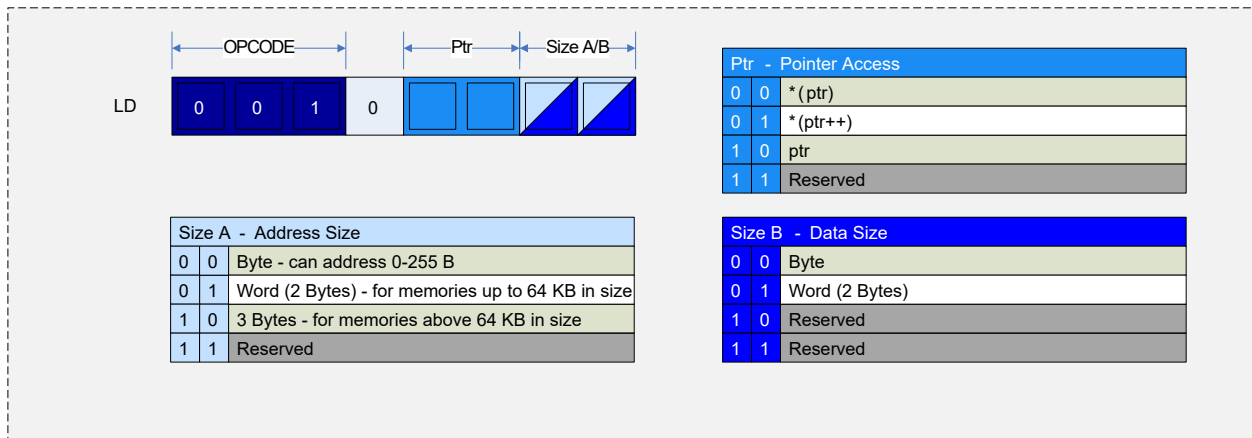 OPCODE Ptr Size A/B
LD 0 0 1 0
Ptr - Pointer Access
0 0 *(ptr)
0 1 *(ptr++)
1 0 ptr
1 1 Reserved
Size A - Address Size
0 0 Byte - can address 0-255 B
0 1 Word (2 Bytes) - for memories up to 64 KB in size
1 0 3 Bytes - for memories above 64 KB in size
1 1 Reserved
Size B - Data Size
0 0 Byte
0 1 Word (2 Bytes)
1 0 Reserved
1 1 Reserved